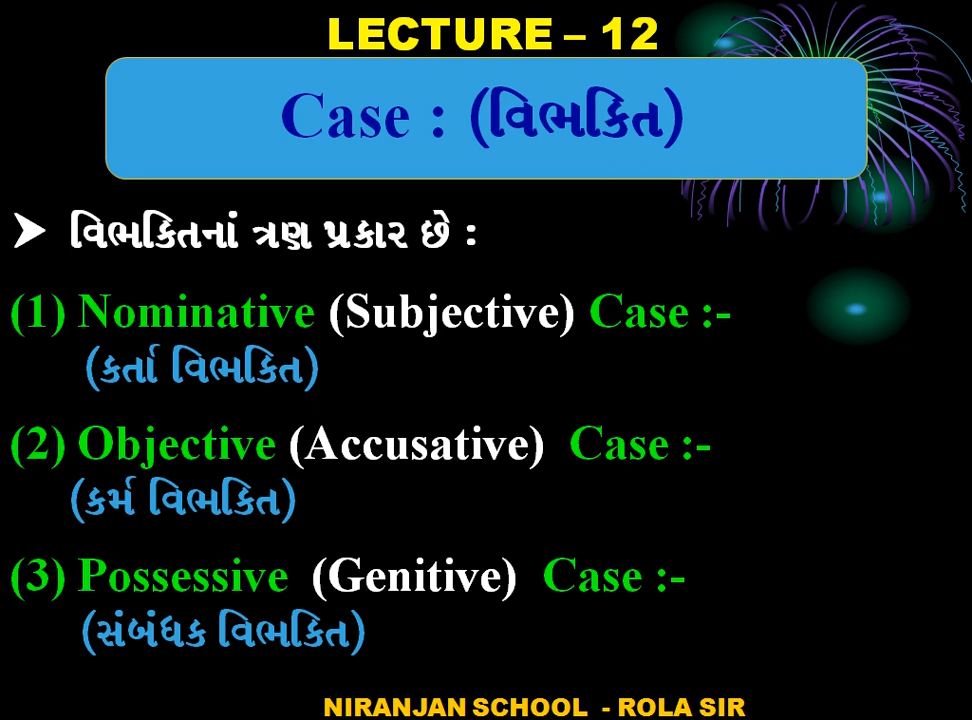 LECTURE – 12
Case : (વિભકિત)
➤ વિભકિતનાં ત્રણ પ્રકાર છે :
(1) Nominative (Subjective) Case :-
(કર્તા વિભકિત)
(2) Objective (Accusative) Case :-
(કર્મ વિભકિત)
(3) Possessive (Genitive) Case :-
(સંબંધક વિભકિત)
NIRANJAN SCHOOL - ROLA SIR